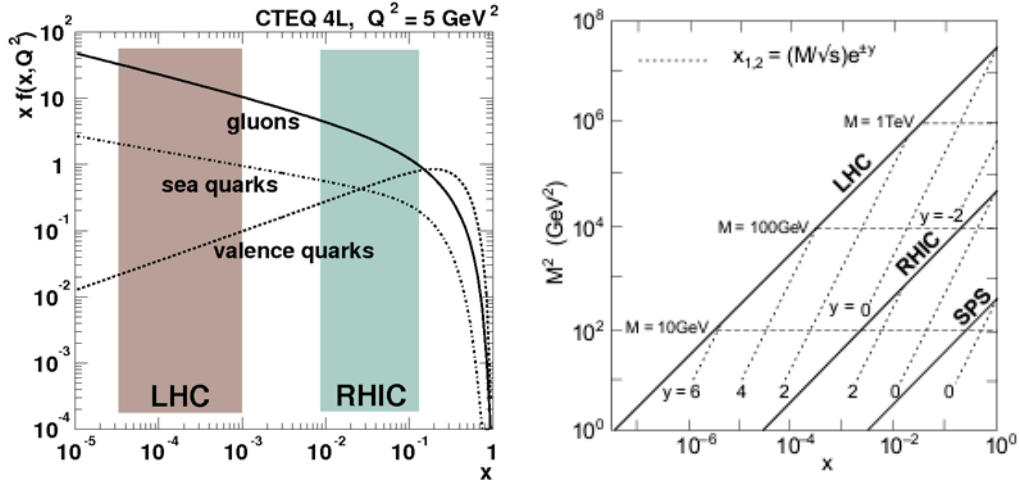 CTEQ 4L, Q² = 5 GeV²
x f(x,Q²)
10²
10
1
10⁻¹
10⁻²
10⁻³
10⁻⁴
gluons
sea quarks
valence quarks
LHC RHIC
10⁻⁵ 10⁻⁴ 10⁻³ 10⁻² 10⁻¹ 1
x
x₁,₂ = (M/√s)e^±y
M² (GeV²)
10⁸
10⁶
10⁴
10²
10⁰
M = 1TeV
M = 100GeV
M = 10GeV
LHC
RHIC
SPS
y = -2
y = 0
y = 6 4 2 2 0 0
10⁻⁶ 10⁻⁴ 10⁻² 10⁰
x